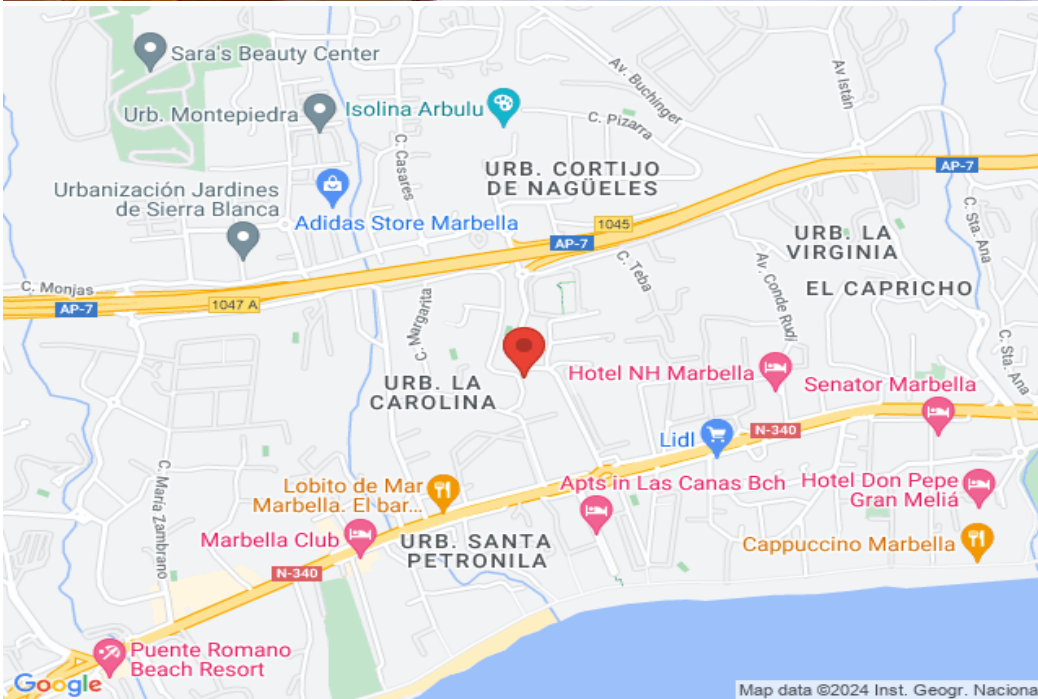 Sara's Beauty Center
Av. Buchinger
Av Istán
Urb. Montepiedra
Isolina Arbulu
C. Pizarra
C. Casares
URB. CORTIJO
DE NAGÜELES
AP-7
Urbanización Jardines
de Sierra Blanca
Adidas Store Marbella
1045
C. Sta. Ana
AP-7
URB. LA
VIRGINIA
C. Teba
Av. Conde Rudi
C. Monjas
AP-7
1047 A
EL CAPRICHO
C. Margarita
C. Sta. Ana
Hotel NH Marbella
URB. LA
CAROLINA
Senator Marbella
Lidl
N-340
C. María Zambrano
Lobito de Mar
Marbella. El bar...
Apts in Las Canas Bch
Hotel Don Pepe
Gran Meliá
Marbella Club
URB. SANTA
PETRONILA
Cappuccino Marbella
N-340
Puente Romano
Beach Resort
Google
Map data ©2024 Inst. Geogr. Naciona